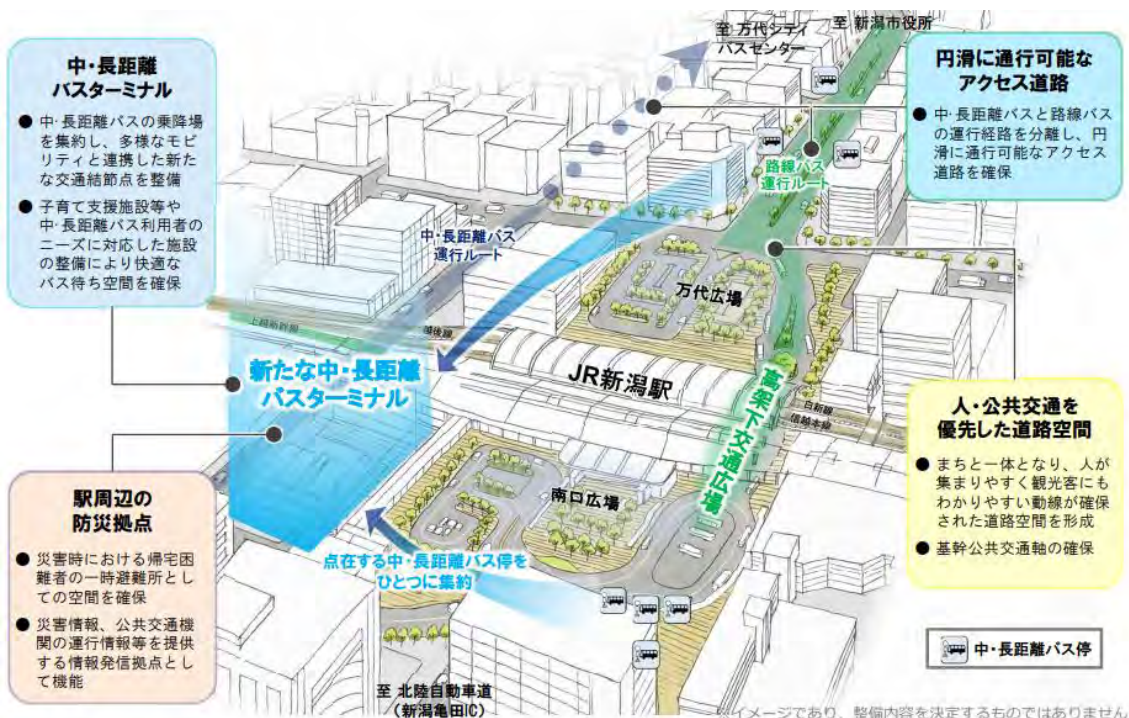 中・長距離
バスターミナル
● 中・長距離バスの乗降場
を集約し、多様なモビ
リティと連携した新た
な交通結節点を整備
● 子育て支援施設等や
中・長距離バス利用者の
ニーズに対応した施設
の整備により快適な
バス待ち空間を確保
駅周辺の
防災拠点
● 災害時における帰宅困
難者の一時避難所とし
ての空間を確保
● 災害情報、公共交通機
関の運行情報等を提供
する情報発信拠点とし
て機能
至 万代シティ
バスセンター
至 新潟市役所
路線バス
運行ルート
中・長距離バス
運行ルート
万代広場
上越新幹線
越後線
JR新潟駅
新たな中・長距離
バスターミナル
白新線
信越本線
高架下交通広場
南口広場
点在する中・長距離バス停を
ひとつに集約
至 北陸自動車道
(新潟亀田IC)
円滑に通行可能な
アクセス道路
● 中・長距離バスと路線バス
の運行経路を分離し、円
滑に通行可能なアクセス
道路を確保
人・公共交通を
優先した道路空間
● まちと一体となり、人が
集まりやすく観光客にも
わかりやすい動線が確保
された道路空間を形成
● 基幹公共交通軸の確保
中・長距離バス停
※イメージであり、整備内容を決定するものではありません